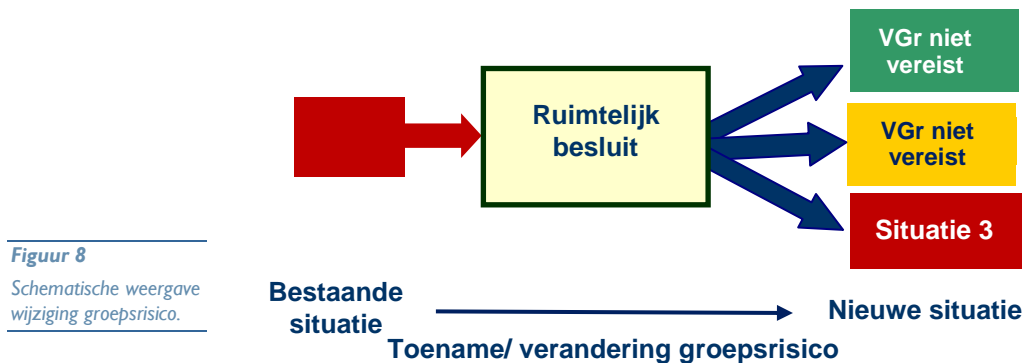 VGr niet
vereist
Ruimtelijk
besluit
VGr niet
vereist
Situatie 3
Figuur 8
Schematische weergave
wijziging groepsrisico.
Bestaande
situatie
Nieuwe situatie
Toename/ verandering groepsrisico